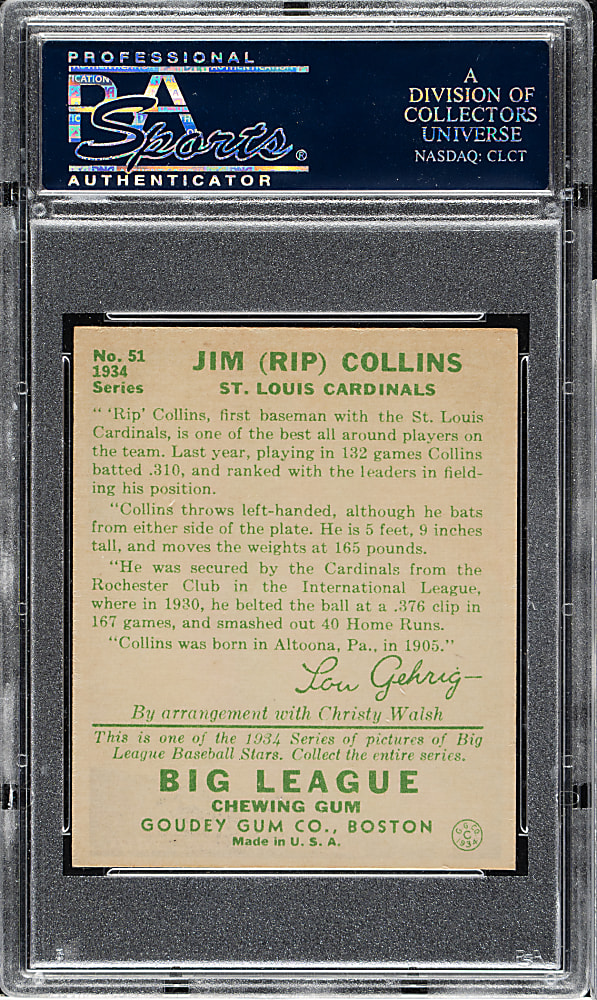 PROFESSIONAL
PSA
Sports®
AUTHENTICATOR
A
DIVISION OF
COLLECTORS
UNIVERSE
NASDAQ: CLCT
No. 51
1934
Series
JIM (RIP) COLLINS
ST. LOUIS CARDINALS
" 'Rip' Collins, first baseman with the St. Louis
Cardinals, is one of the best all around players on
the team. Last year, playing in 132 games Collins
batted .310, and ranked with the leaders in field-
ing his position.
"Collins throws left-handed, although he bats
from either side of the plate. He is 5 feet, 9 inches
tall, and moves the weights at 165 pounds.
"He was secured by the Cardinals from the
Rochester Club in the International League,
where in 1930, he belted the ball at a .376 clip in
167 games, and smashed out 40 Home Runs.
"Collins was born in Altoona, Pa., in 1905."
Lou Gehrig
By arrangement with Christy Walsh
This is one of the 1934 Series of pictures of Big
League Baseball Stars. Collect the entire series.
BIG LEAGUE
CHEWING GUM
GOUDEY GUM CO., BOSTON
Made in U. S. A.
G.G.CO.
C
1934
PSA